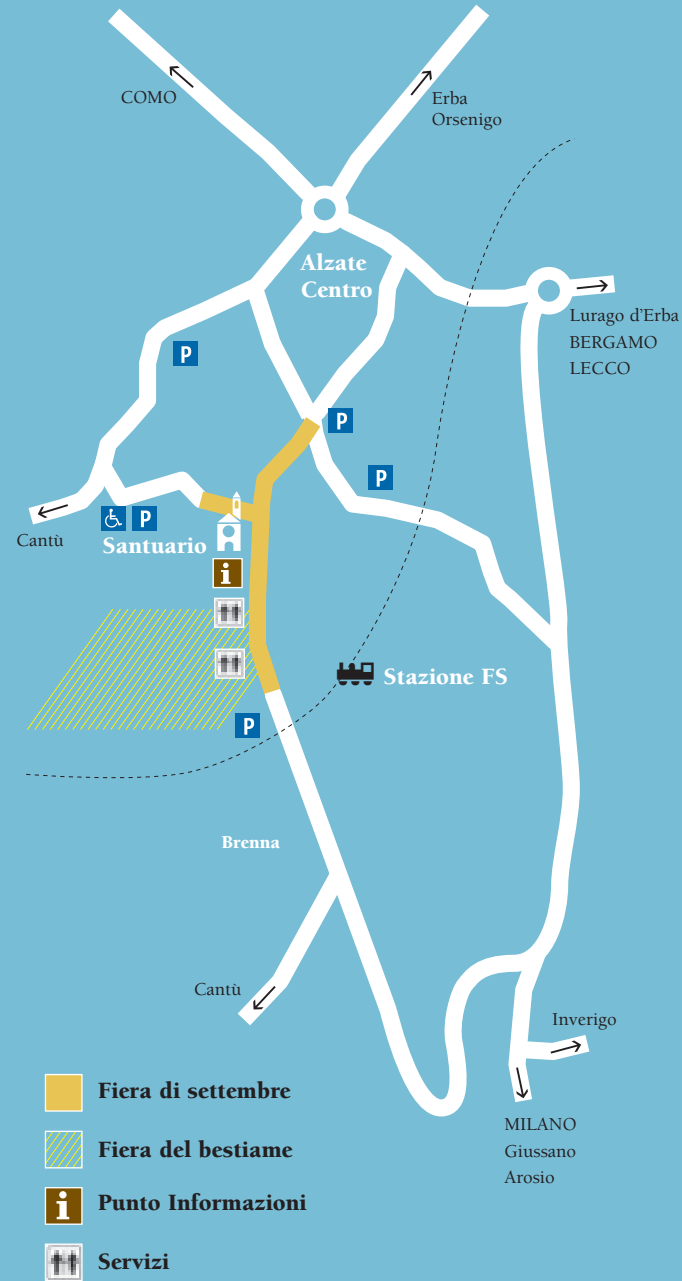 COMO
Erba
Orsenigo
Alzate
Centro
Lurago d'Erba
BERGAMO
LECCO
P
P
P
Cantù
P
Santuario
i
Stazione FS
P
Brenna
Cantù
Inverigo
MILANO
Giussano
Arosio
Fiera di settembre
Fiera del bestiame
i Punto Informazioni
Servizi